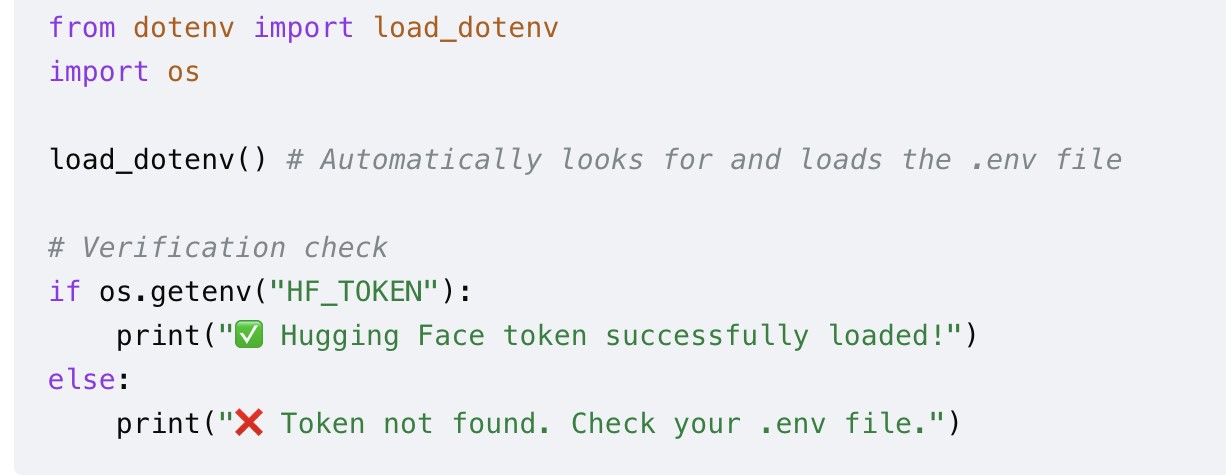 from dotenv import load_dotenv
import os
load_dotenv() # Automatically looks for and loads the .env file
# Verification check
if os.getenv("HF_TOKEN"):
    print("✅ Hugging Face token successfully loaded!")
else:
    print("❌ Token not found. Check your .env file.")